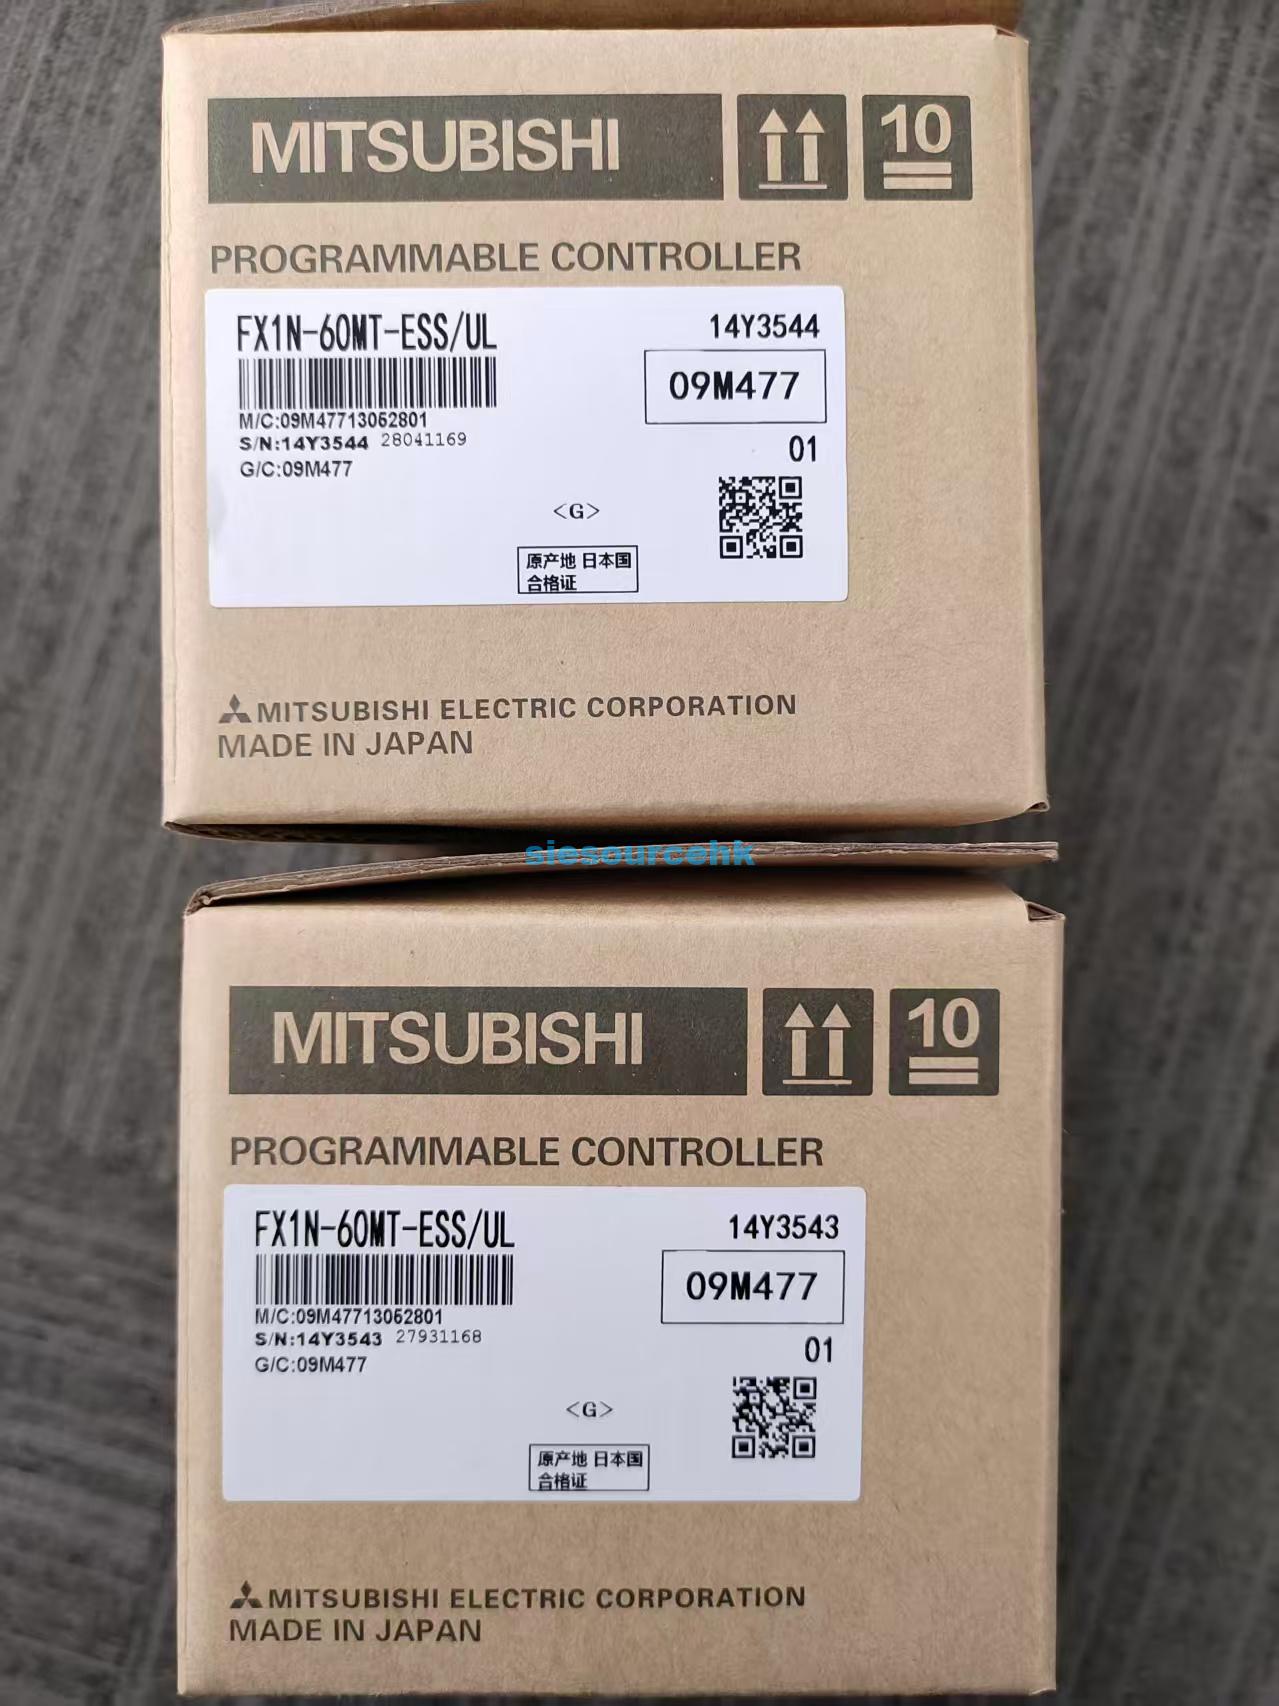 MITSUBISHI
10
PROGRAMMABLE CONTROLLER
FX1N-60MT-ESS/UL 14Y3544
09M477
M/C:09M47713052801
S/N:14Y3544 28041169
G/C:09M477
01
<G>
原产地 日本国
合格证
MITSUBISHI ELECTRIC CORPORATION
MADE IN JAPAN
siesourcehk
MITSUBISHI
10
PROGRAMMABLE CONTROLLER
FX1N-60MT-ESS/UL 14Y3543
09M477
M/C:09M47713052801
S/N:14Y3543 27931168
G/C:09M477
01
<G>
原产地 日本国
合格证
MITSUBISHI ELECTRIC CORPORATION
MADE IN JAPAN